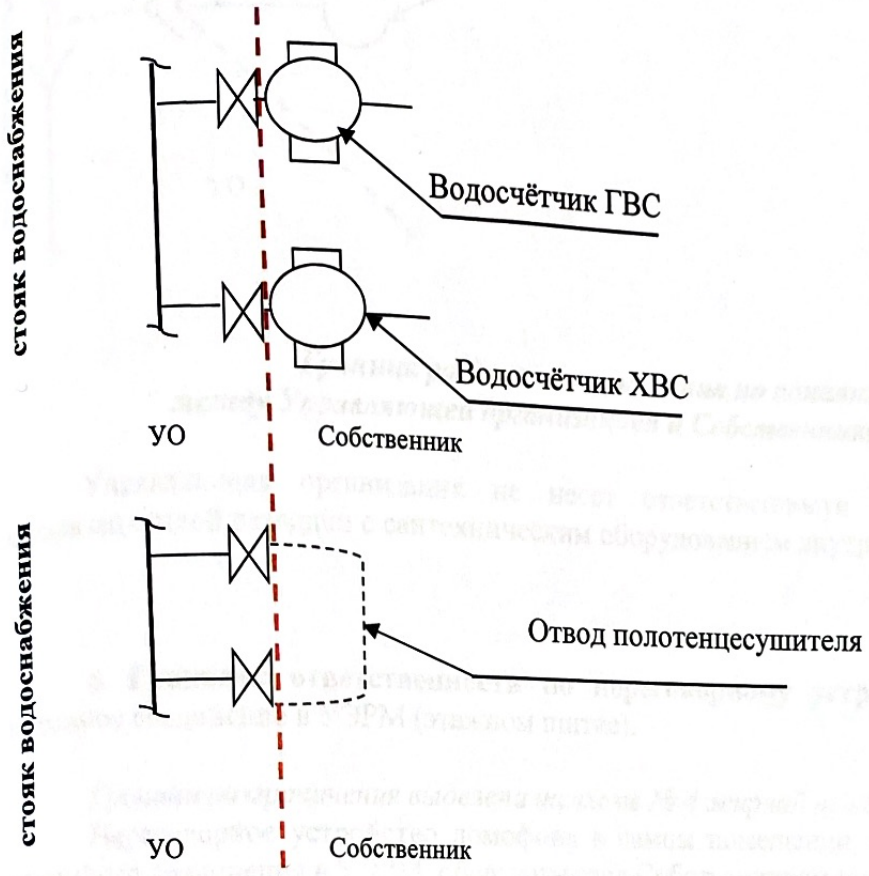 стояк водоснабжения
Водосчётчик ГВС
Водосчётчик ХВС
УО Собственник
стояк водоснабжения
Отвод полотенцесушителя
УО Собственник